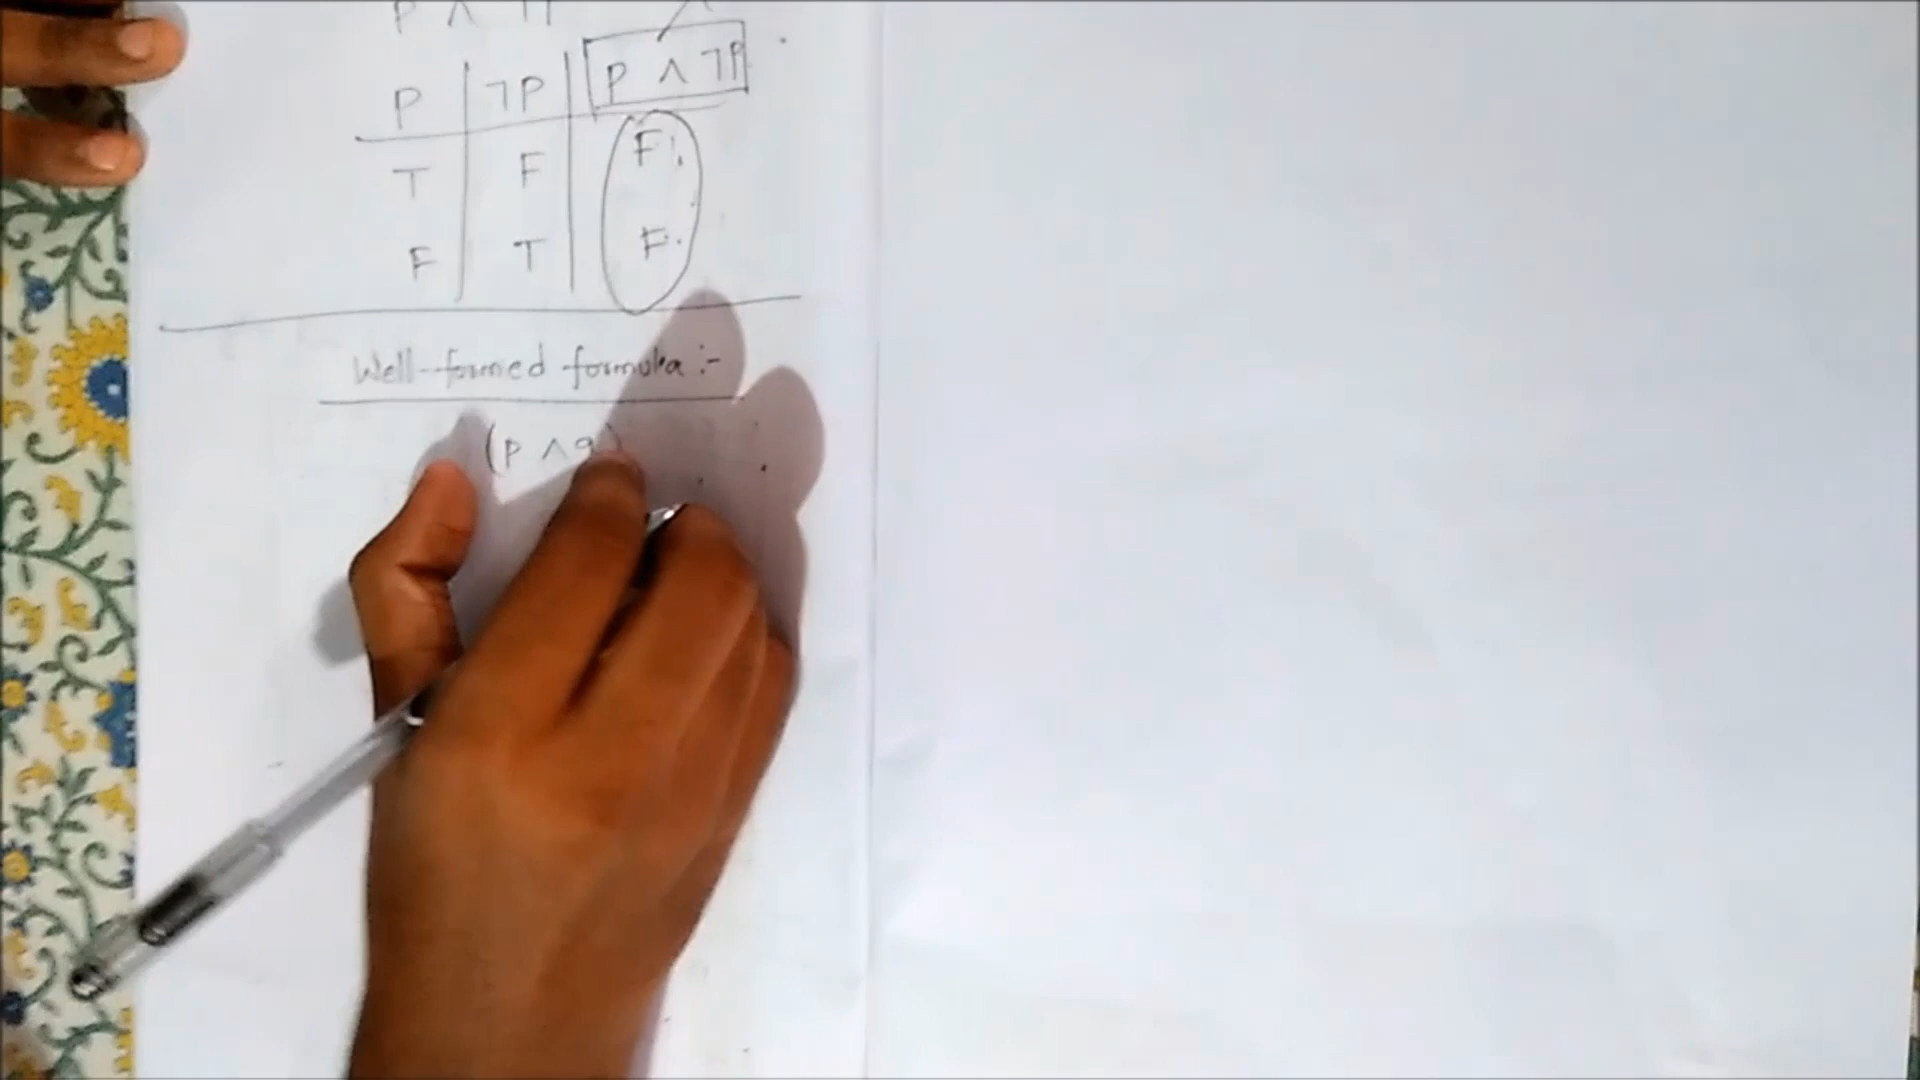 P ∧ ¬P
P ¬P P ∧ ¬P
T F F
F T F
Well-formed formula :-
(P ∧ q)